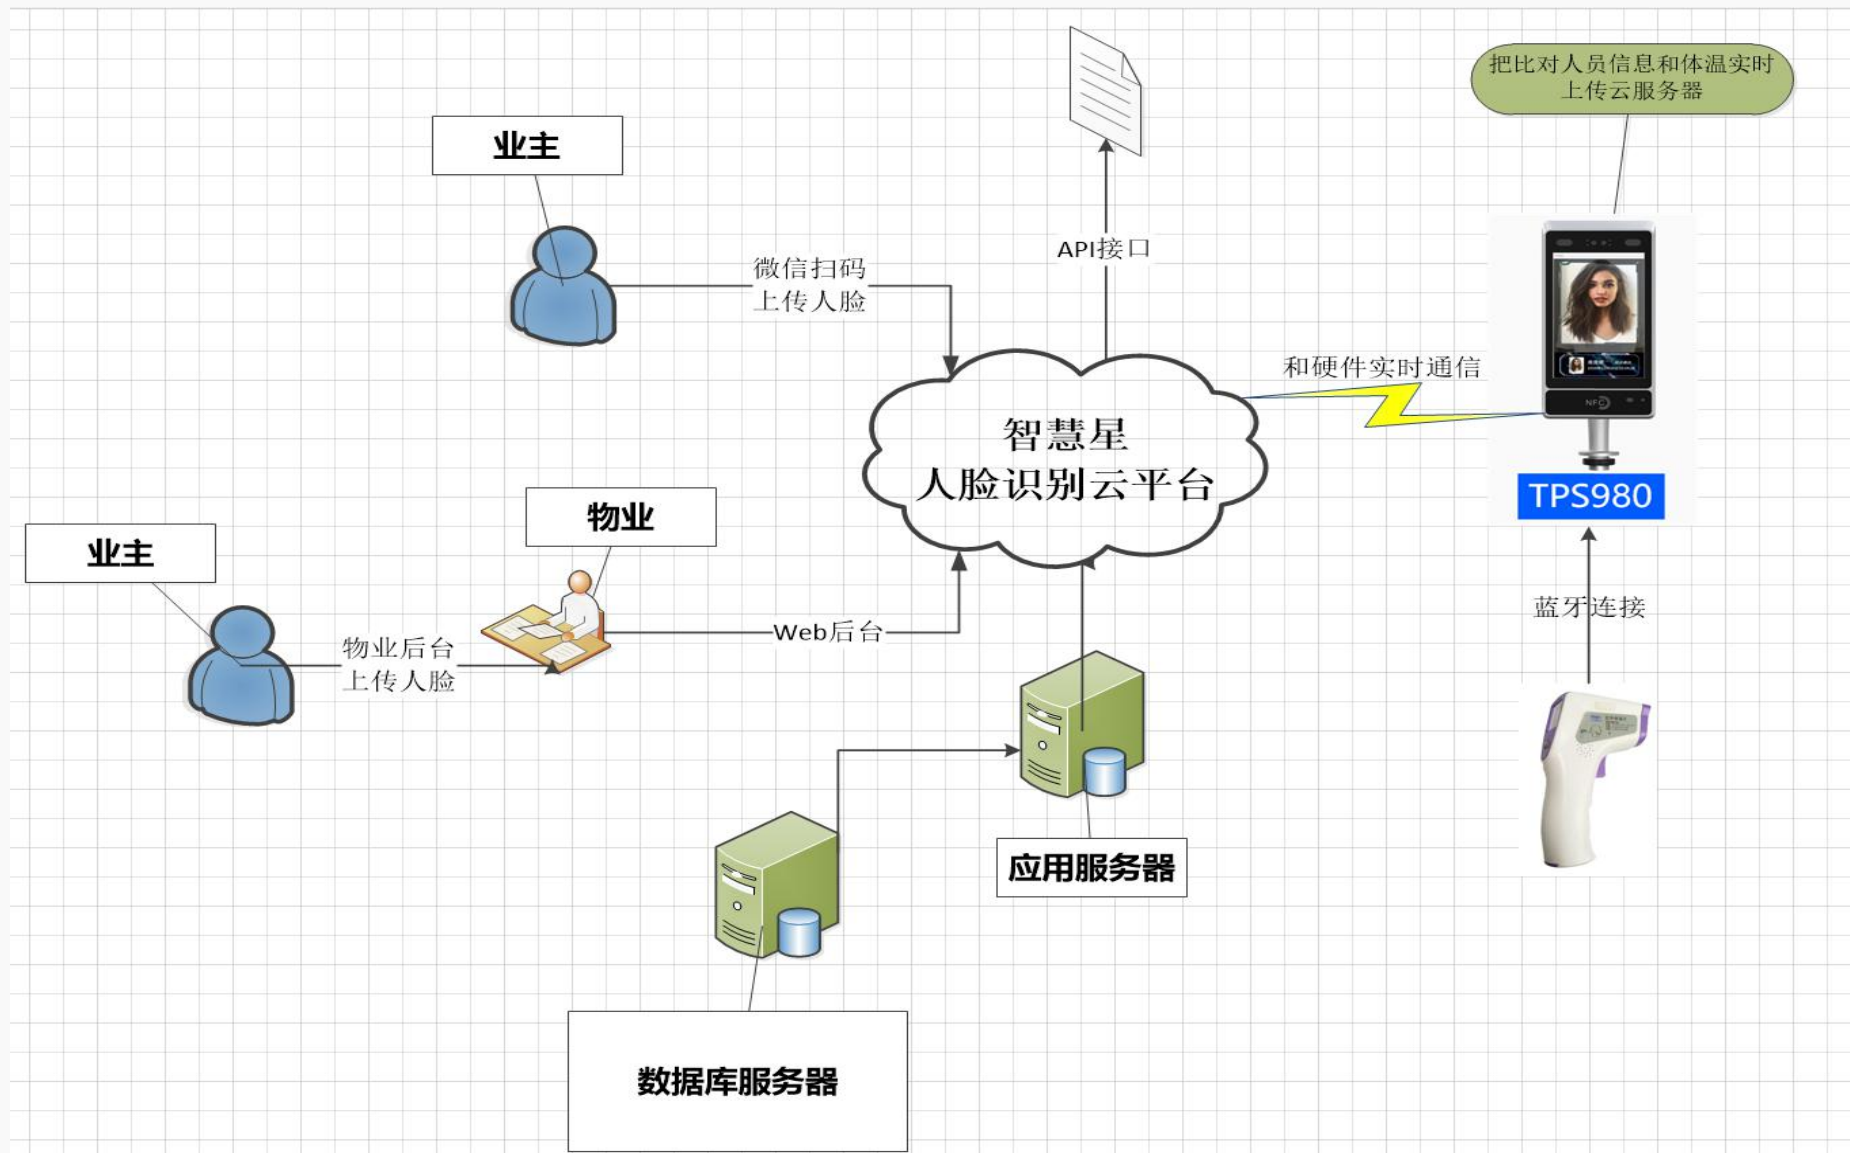 把比对人员信息和体温实时
上传云服务器
业主
API接口
微信扫码
上传人脸
和硬件实时通信
智慧星
人脸识别云平台
NFC
TPS980
物业
业主
蓝牙连接
Web后台
物业后台
上传人脸
应用服务器
数据库服务器